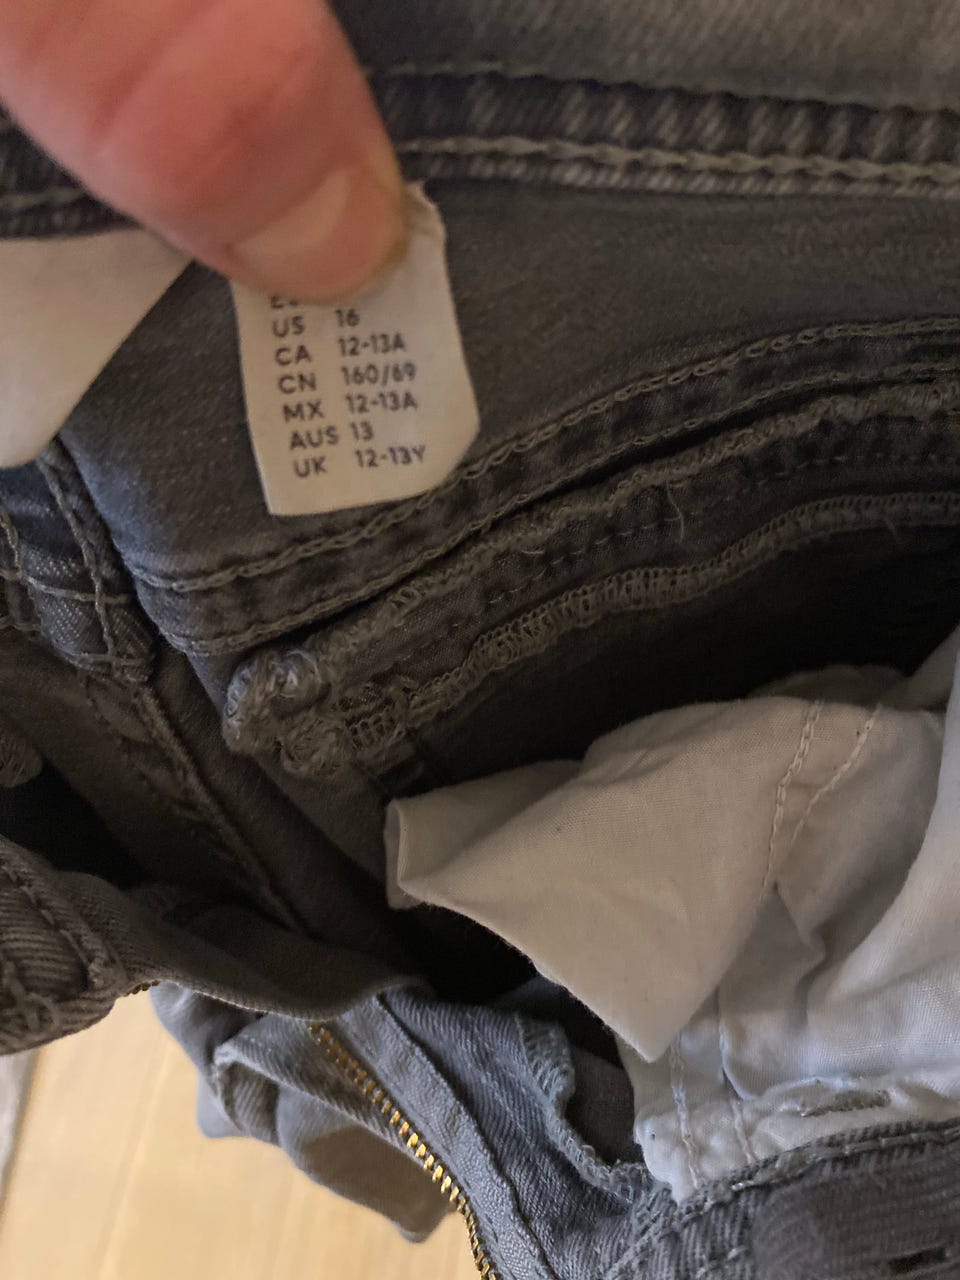 US 16
CA 12-13A
CN 160/69
MX 12-13A
AUS 13
UK 12-13Y